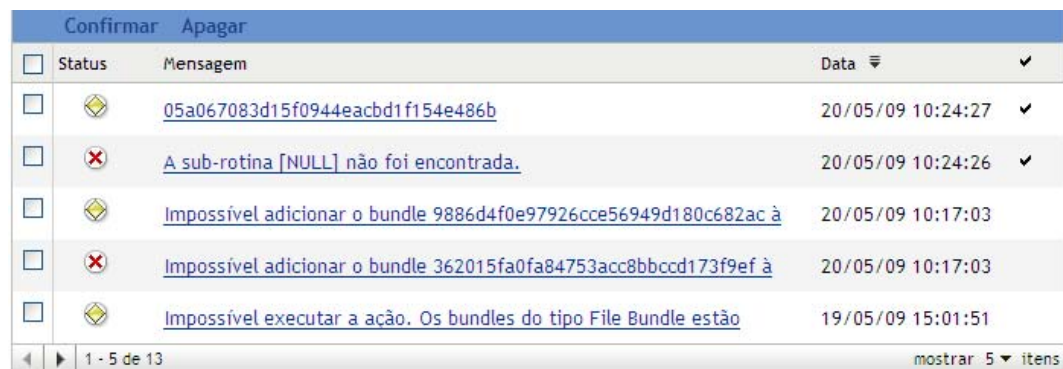 Confirmar Apagar
Status Mensagem Data
05a067083d15f0944eacbd1f154e486b 20/05/09 10:24:27
A sub-rotina [NULL] não foi encontrada. 20/05/09 10:24:26
Impossível adicionar o bundle 9886d4f0e97926cce56949d180c682ac à 20/05/09 10:17:03
Impossível adicionar o bundle 362015fa0fa84753acc8bbccd173f9ef à 20/05/09 10:17:03
Impossível executar a ação. Os bundles do tipo File Bundle estão 19/05/09 15:01:51
1 - 5 de 13 mostrar 5 itens